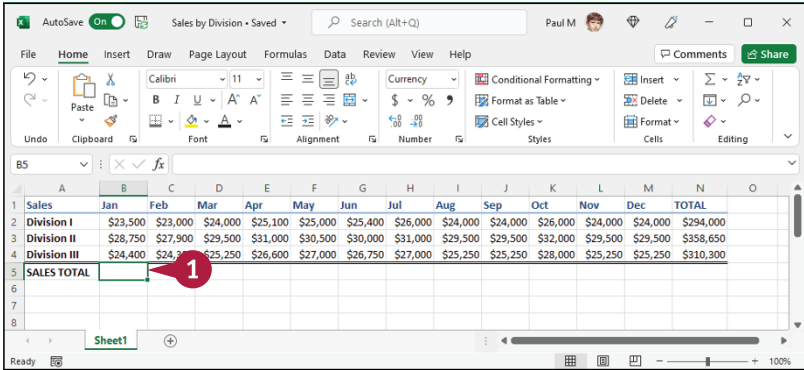 AutoSave On Sales by Division • Saved Search (Alt+Q) Paul M
File Home Insert Draw Page Layout Formulas Data Review View Help Comments Share
Calibri 11 Currency Conditional Formatting Insert
Paste B I U A A $ % 9 Format as Table Delete
A Cell Styles Format
Undo Clipboard Font Alignment Number Styles Cells Editing
B5 fx
A B C D E F G H I J K L M N O
1 Sales Jan Feb Mar Apr May Jun Jul Aug Sep Oct Nov Dec TOTAL
2 Division I $23,500 $23,000 $24,000 $25,100 $25,000 $25,400 $26,000 $24,000 $24,000 $26,000 $24,000 $24,000 $294,000
3 Division II $28,750 $27,900 $29,500 $31,000 $30,500 $30,000 $31,000 $29,500 $29,500 $32,000 $29,500 $29,500 $358,650
4 Division III $24,400 $25,250 $26,600 $27,000 $26,750 $27,000 $25,250 $25,250 $28,000 $25,250 $25,250 $310,300
5 SALES TOTAL 1
6
7
8
Sheet1
Ready 100%